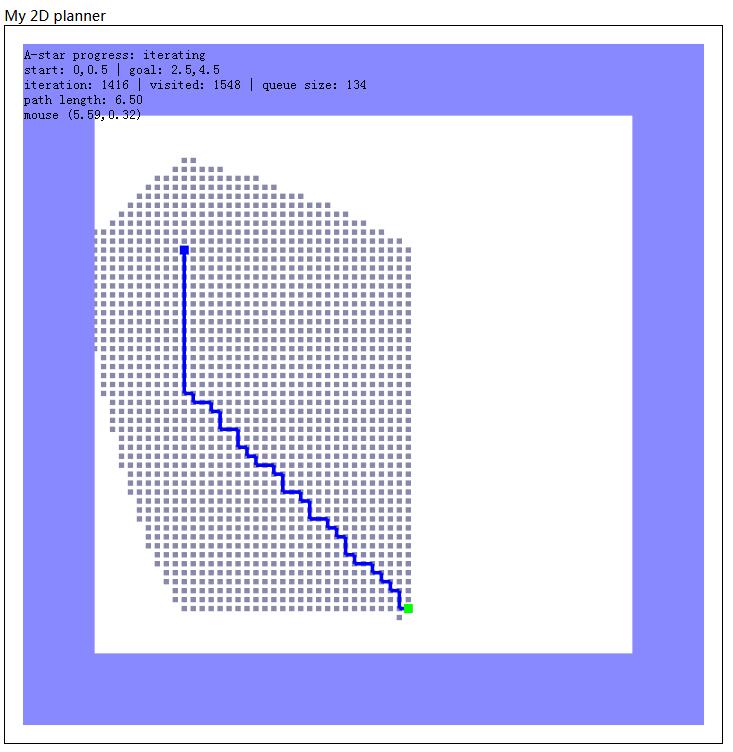 My 2D planner
A-star progress: iterating
start: 0,0.5 | goal: 2.5,4.5
iteration: 1416 | visited: 1548 | queue size: 134
path length: 6.50
mouse (5.59,0.32)